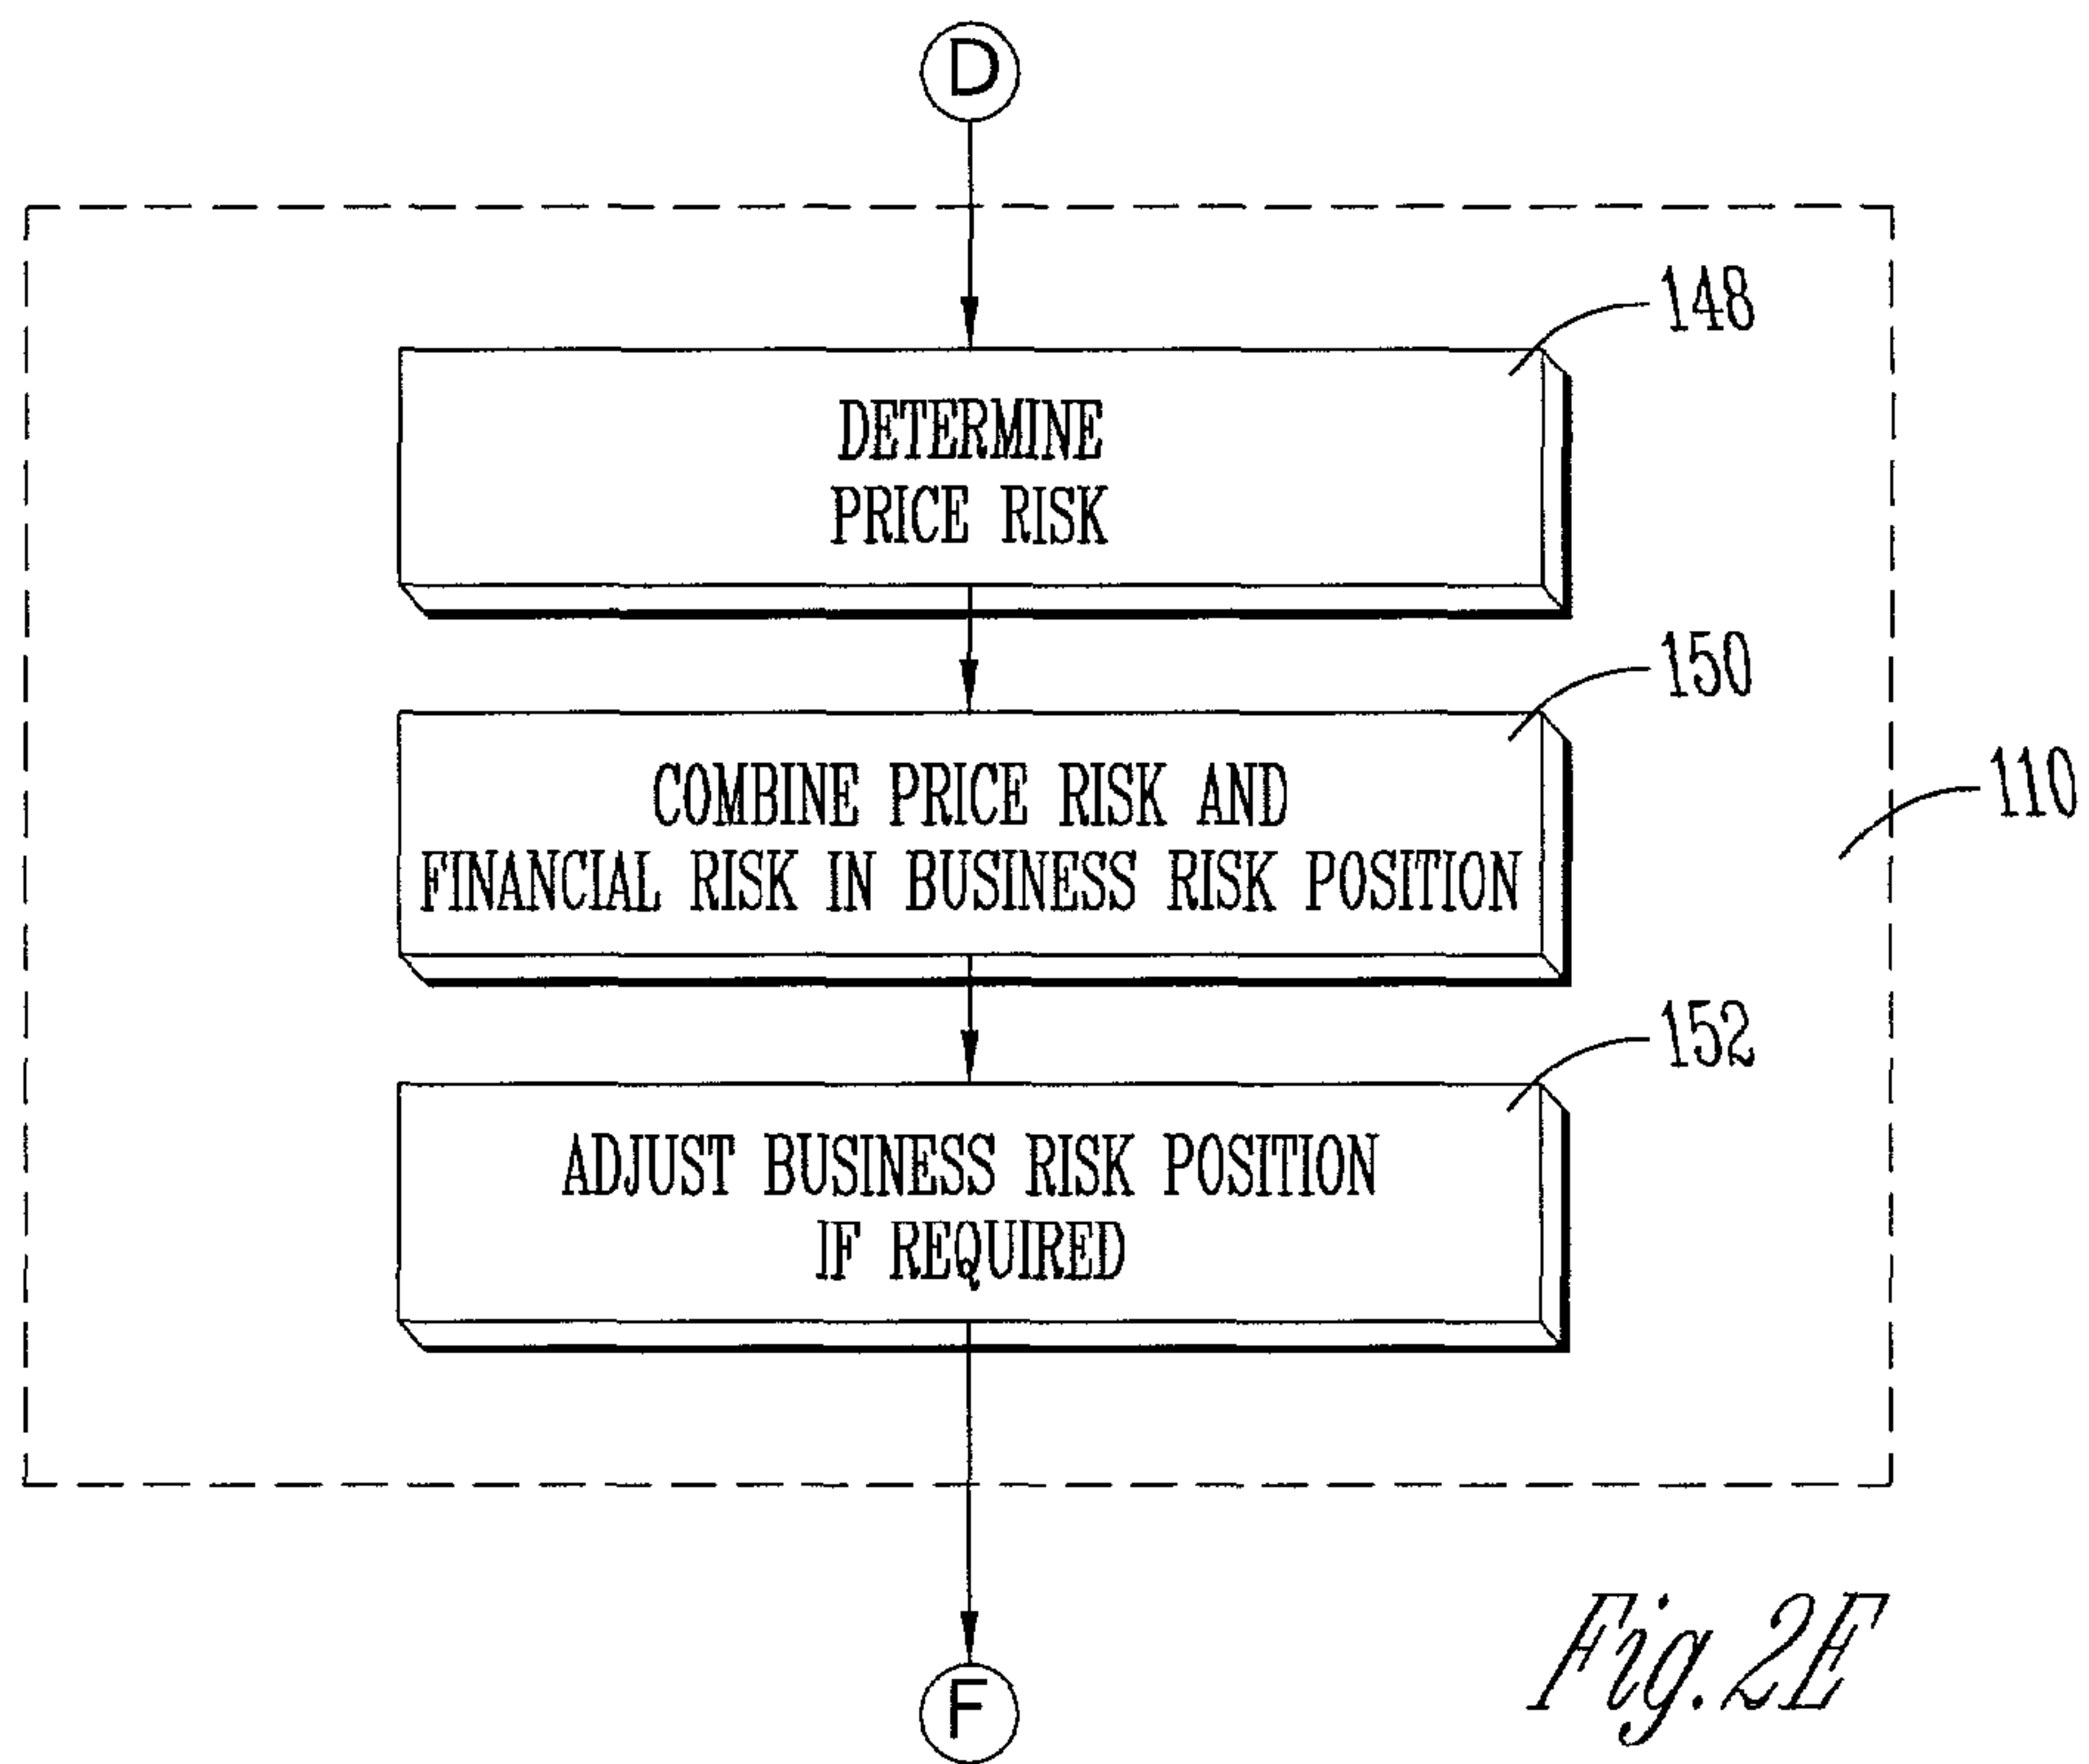 D
148
DETERMINE
PRICE RISK
150
COMBINE PRICE RISK AND
FINANCIAL RISK IN BUSINESS RISK POSITION
110
152
ADJUST BUSINESS RISK POSITION
IF REQUIRED
F
Fig. 2E